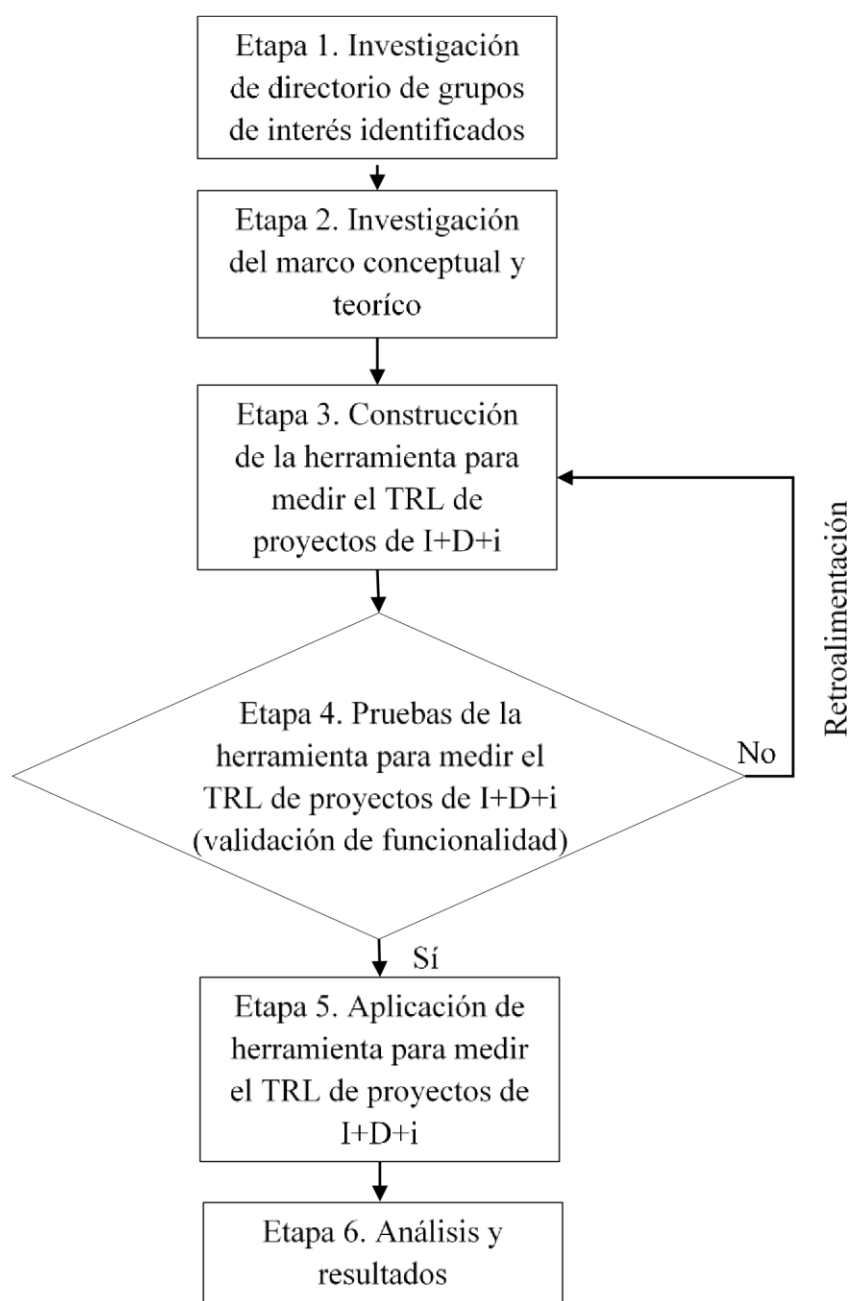 Etapa 1. Investigación
de directorio de grupos
de interés identificados
Etapa 2. Investigación
del marco conceptual y
teoríco
Etapa 3. Construcción
de la herramienta para
medir el TRL de
proyectos de I+D+i
Retroalimentación
Etapa 4. Pruebas de la
herramienta para medir el
TRL de proyectos de I+D+i
(validación de funcionalidad)
No
Sí
Etapa 5. Aplicación de
herramienta para medir
el TRL de proyectos de
I+D+i
Etapa 6. Análisis y
resultados